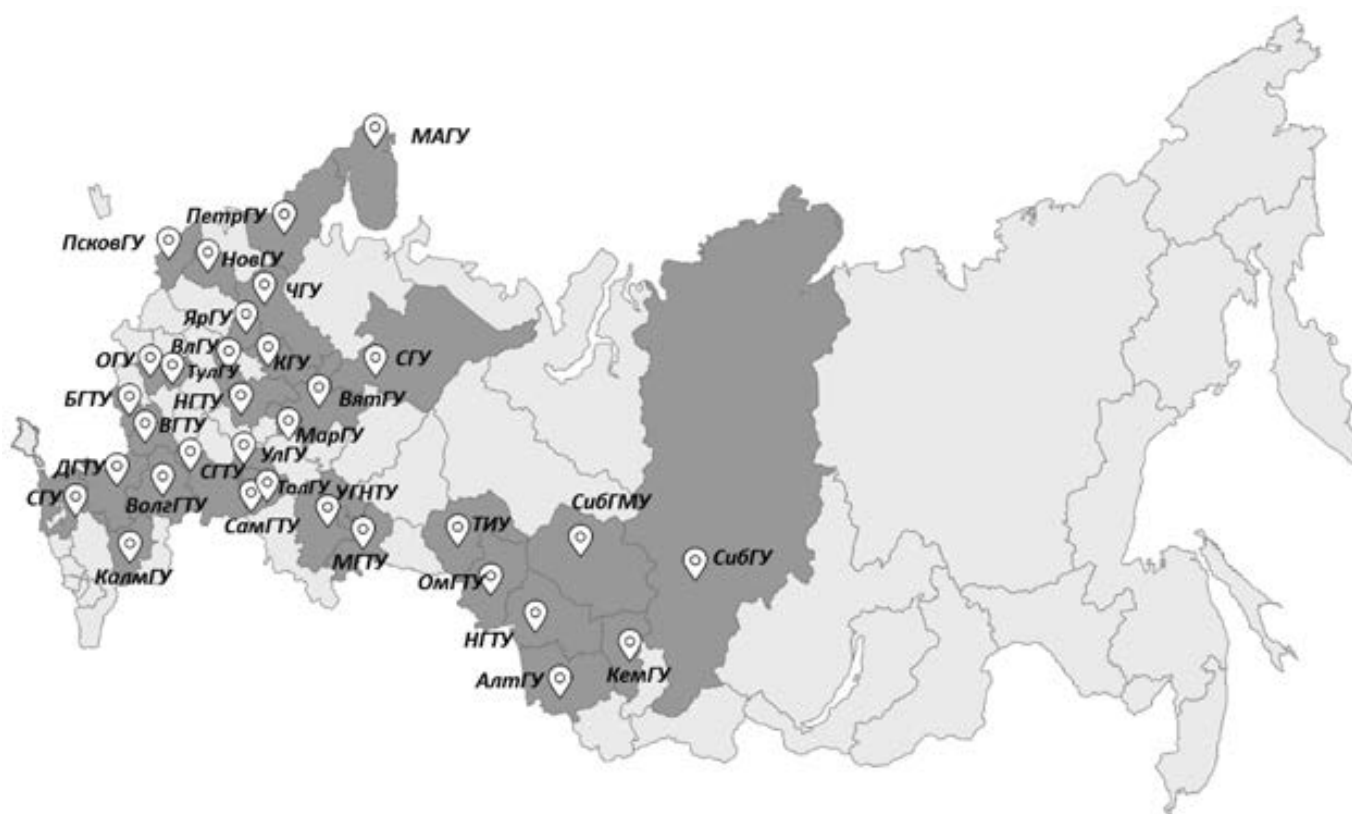 МАГУ
ПетрГУ
ПсковГУ
НовГУ
ЧГУ
ЯрГУ
ВлГУ
КГУ
СГУ
ОГУ
ТулГУ
БГТУ
НГТУ
ВятГУ
ВГТУ
МарГУ
УлГУ
ДГТУ
СГТУ
СГУ
ВолгГТУ
ТолГУ
УГНТУ
СамГТУ
МГТУ
КалмГУ
ТИУ
СибГМУ
ОмГТУ
СибГУ
НГТУ
АлтГУ
КемГУ